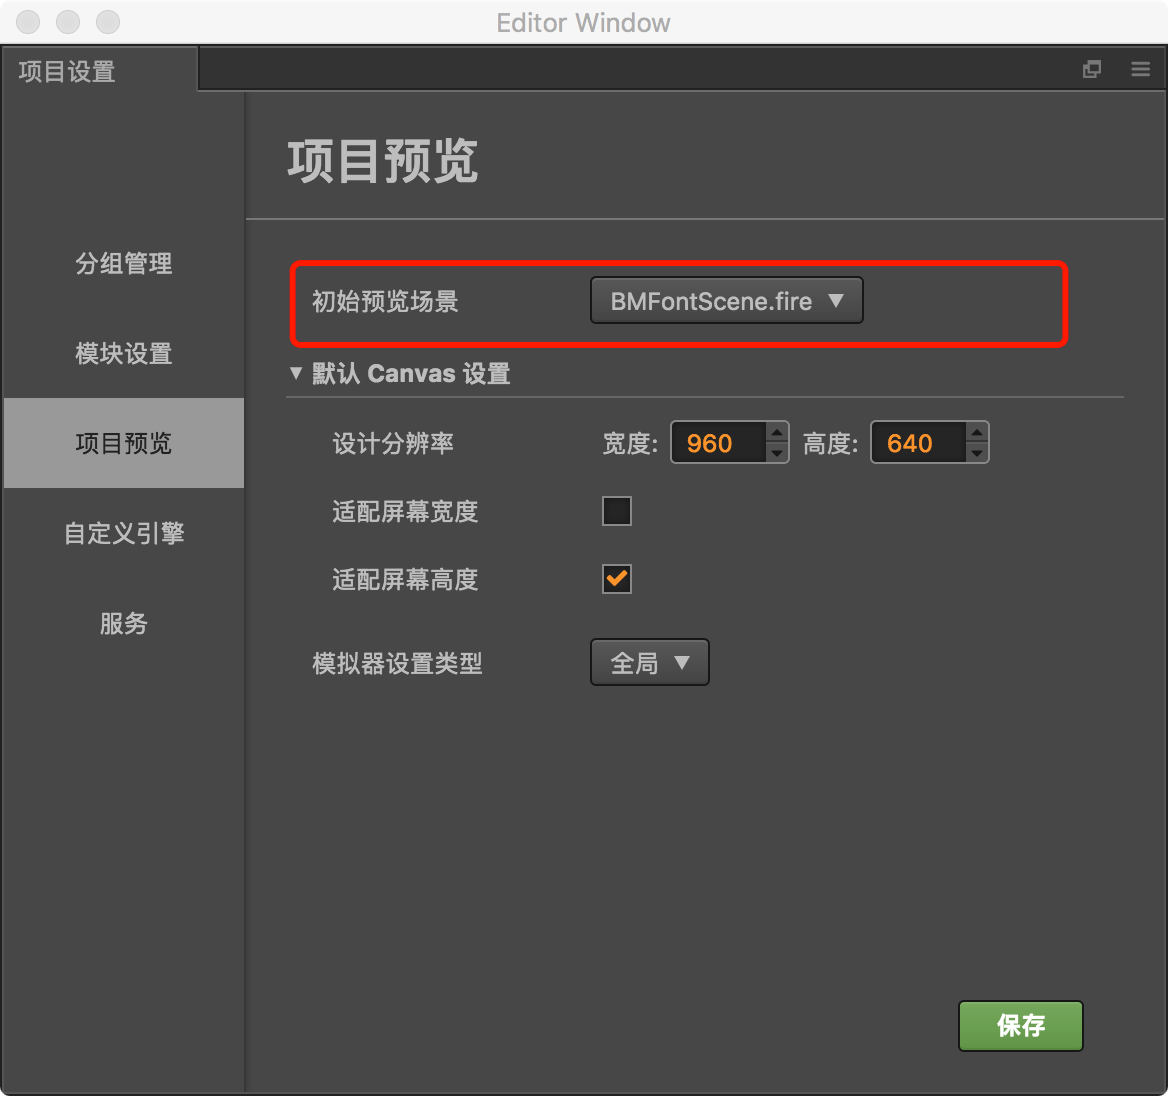 Editor Window
项目设置
项目预览
分组管理
模块设置
项目预览
自定义引擎
服务
初始预览场景 BMFontScene.fire
默认 Canvas 设置
设计分辨率 宽度: 960 高度: 640
适配屏幕宽度
适配屏幕高度
模拟器设置类型 全局
保存